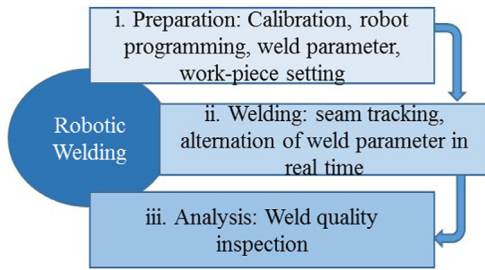 i. Preparation: Calibration, robot
programming, weld parameter,
work-piece setting
Robotic
Welding
ii. Welding: seam tracking,
alternation of weld parameter in
real time
iii. Analysis: Weld quality
inspection